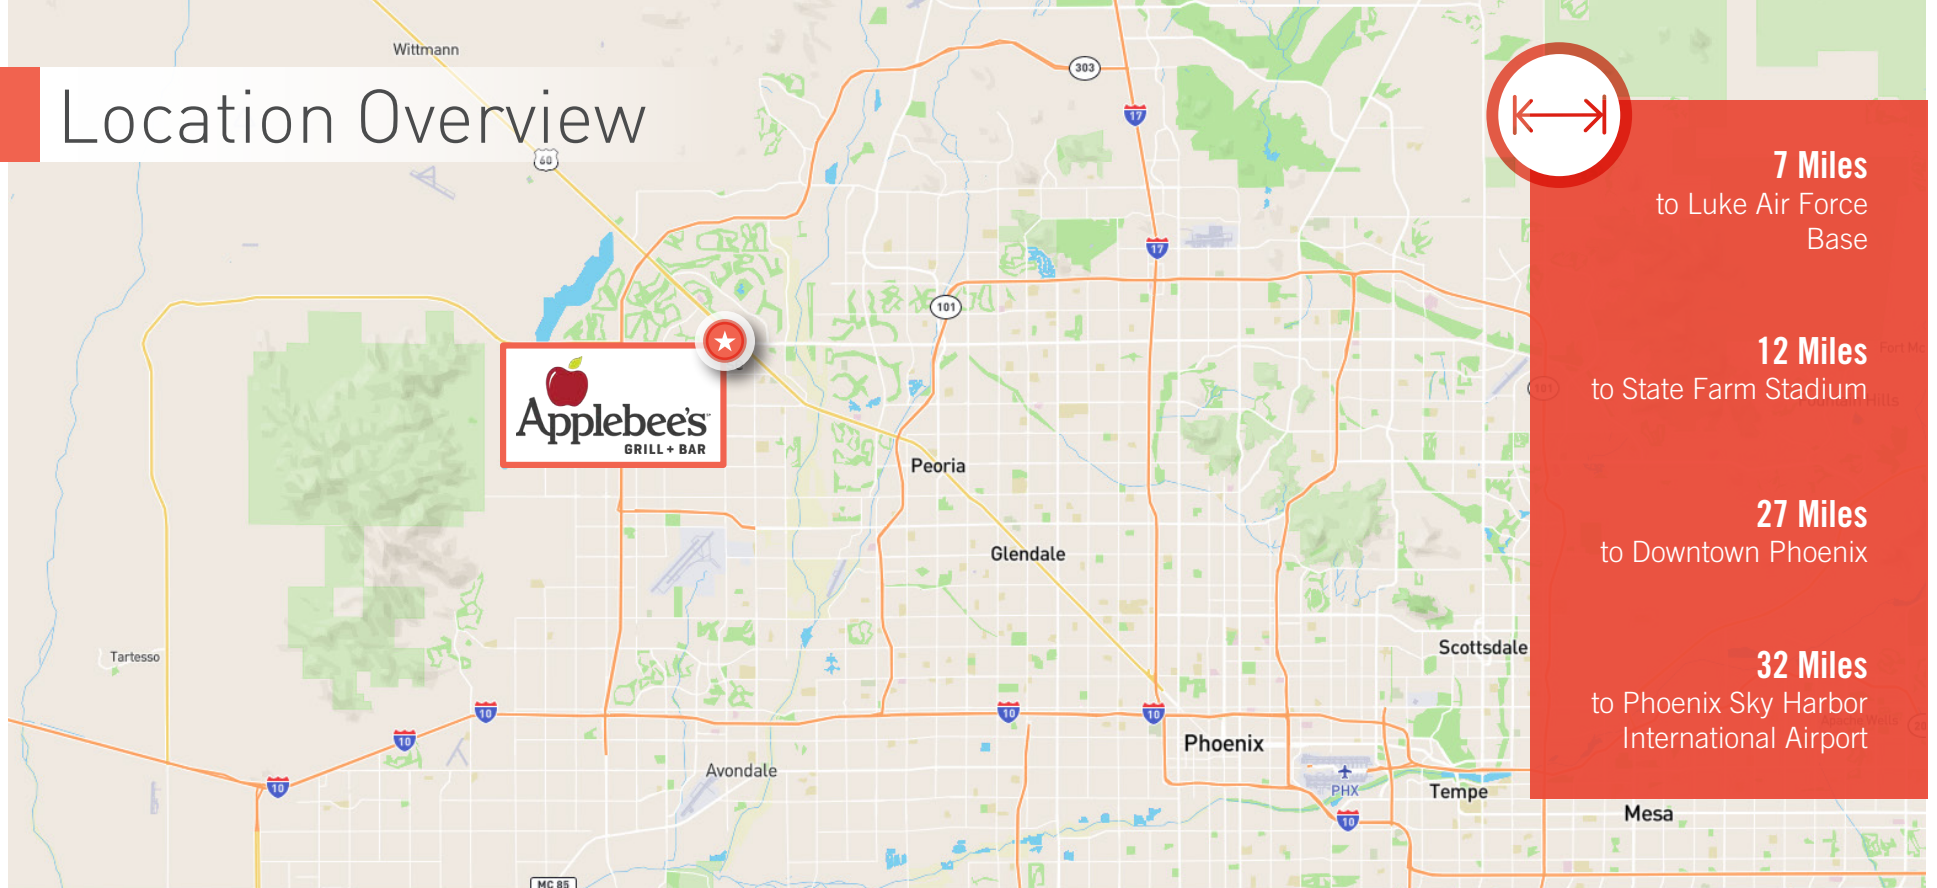 Wittmann
303
Location Overview
17
60
7 Miles
to Luke Air Force
Base
17
101
12 Miles
to State Farm Stadium
101
Applebee's
GRILL + BAR
Peoria
27 Miles
to Downtown Phoenix
Glendale
Scottsdale
Tartesso
32 Miles
to Phoenix Sky Harbor
International Airport
10
10
10
10
Phoenix
Avondale
10
PHX
Tempe
Mesa
10
MC 85